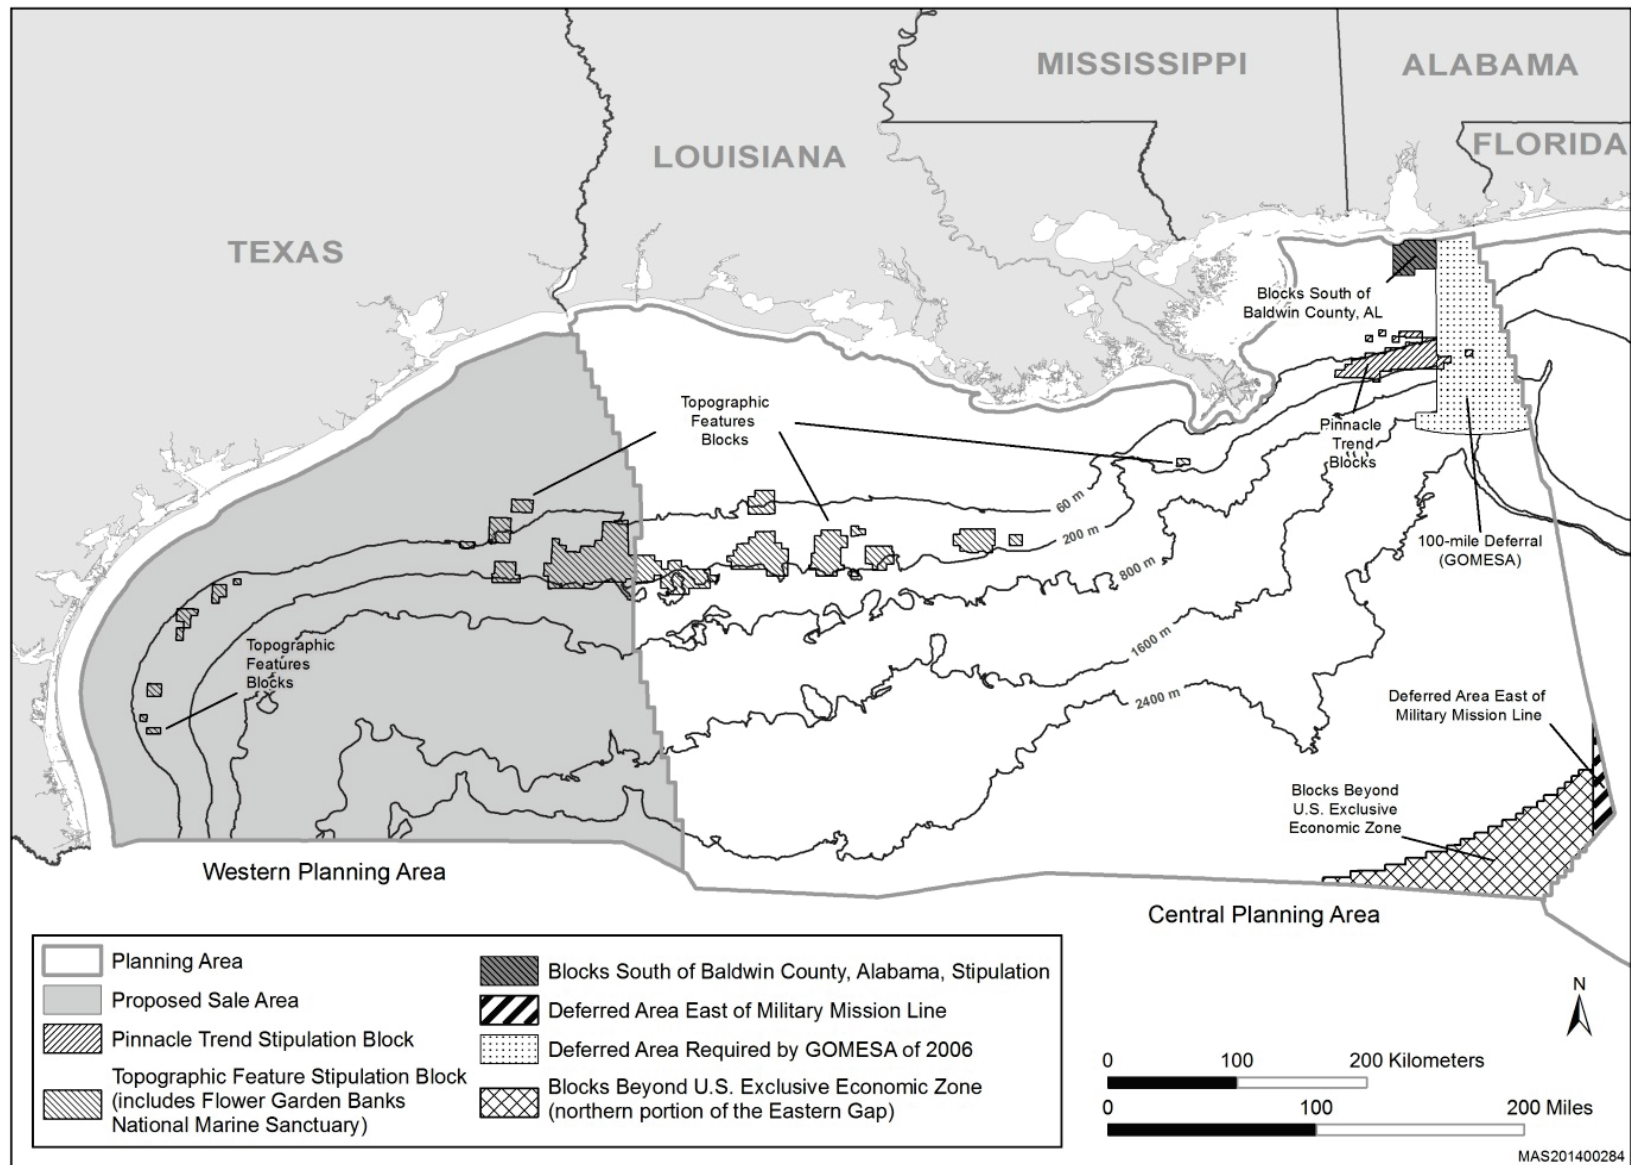 MISSISSIPPI
ALABAMA
FLORIDA
LOUISIANA
TEXAS
Blocks South of
Baldwin County, AL
Topographic
Features
Blocks
Pinnacle
Trend
Blocks
60 m
200 m
800 m
1600 m
2400 m
100-mile Deferral
(GOMESA)
Topographic
Features
Blocks
Deferred Area East of
Military Mission Line
Blocks Beyond
U.S. Exclusive
Economic Zone
Western Planning Area
Central Planning Area
Planning Area
Proposed Sale Area
Pinnacle Trend Stipulation Block
Topographic Feature Stipulation Block
(includes Flower Garden Banks
National Marine Sanctuary)
Blocks South of Baldwin County, Alabama, Stipulation
Deferred Area East of Military Mission Line
Deferred Area Required by GOMESA of 2006
Blocks Beyond U.S. Exclusive Economic Zone
(northern portion of the Eastern Gap)
N
0 100 200 Kilometers
0 100 200 Miles
MAS201400284